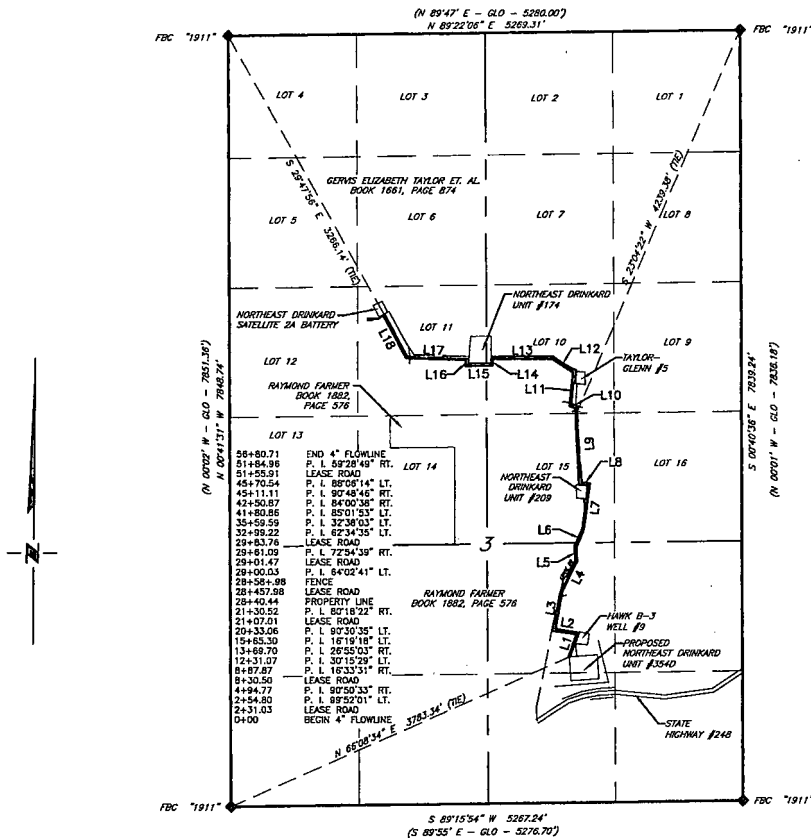 (N 89°47' E - GLO - 5280.00')
N 89°22'06" E 5269.31'
FBC "1911"
FBC "1911"
LOT 4
LOT 3
LOT 2
LOT 1
S 29°47'56" E 3266.14' (TIE)
S 23°04'22" W 4239.38' (TIE)
GERVIS ELIZABETH TAYLOR ET. AL.
BOOK 1661, PAGE 874
LOT 5
LOT 6
LOT 7
LOT 8
NORTHEAST DRINKARD
SATELLITE 2A BATTERY
NORTHEAST DRINKARD
UNIT #174
LOT 11
LOT 10
LOT 9
L18
L17
L13
L12
L16
L15
L14
TAYLOR-
GLENN #5
L11
L10
LOT 12
(N 00°02' W - GLO - 7851.36')
N 00°41'31" W 7848.74'
S 00°40'36" E 7839.24'
(N 00°01' W - GLO - 7838.18')
RAYMOND FARMER
BOOK 1882,
PAGE 576
LOT 13
LOT 14
LOT 15
LOT 16
L9
L8
NORTHEAST
DRINKARD
UNIT #209
L7
L6
L5
L4
L3
L2
L1
3
56+80.71 END 4" FLOWLINE
51+84.96 P. I. 59°28'49" RT.
51+55.91 LEASE ROAD
45+70.54 P. I. 88°06'14" LT.
45+11.11 P. I. 90°48'46" RT.
42+50.87 P. I. 84°00'38" RT.
41+80.86 P. I. 85°01'53" LT.
35+59.59 P. I. 32°38'03" LT.
32+99.22 P. I. 62°34'35" LT.
29+83.76 LEASE ROAD
29+61.09 P. I. 72°54'39" RT.
29+01.47 LEASE ROAD
29+00.03 P. I. 64°02'41" LT.
28+58+.98 FENCE
28+457.98 LEASE ROAD
28+40.44 PROPERTY LINE
21+30.52 P. I. 80°18'22" RT.
21+07.01 LEASE ROAD
20+33.06 P. I. 90°30'35" LT.
15+65.30 P. I. 16°19'18" LT.
13+69.70 P. I. 26°55'03" RT.
12+31.07 P. I. 30°15'29" LT.
8+87.87 P. I. 16°33'31" RT.
8+30.50 LEASE ROAD
4+94.77 P. I. 90°50'33" RT.
2+54.80 P. I. 99°52'01" LT.
2+31.03 LEASE ROAD
0+00 BEGIN 4" FLOWLINE
RAYMOND FARMER
BOOK 1882, PAGE 576
HAWK B-3
WELL #9
PROPOSED
NORTHEAST DRINKARD
UNIT #354D
N 66°08'34" E 3783.34' (TIE)
STATE
HIGHWAY #248
FBC "1911"
FBC "1911"
S 89°15'54" W 5267.24'
(S 89°55' E - GLO - 5276.70')